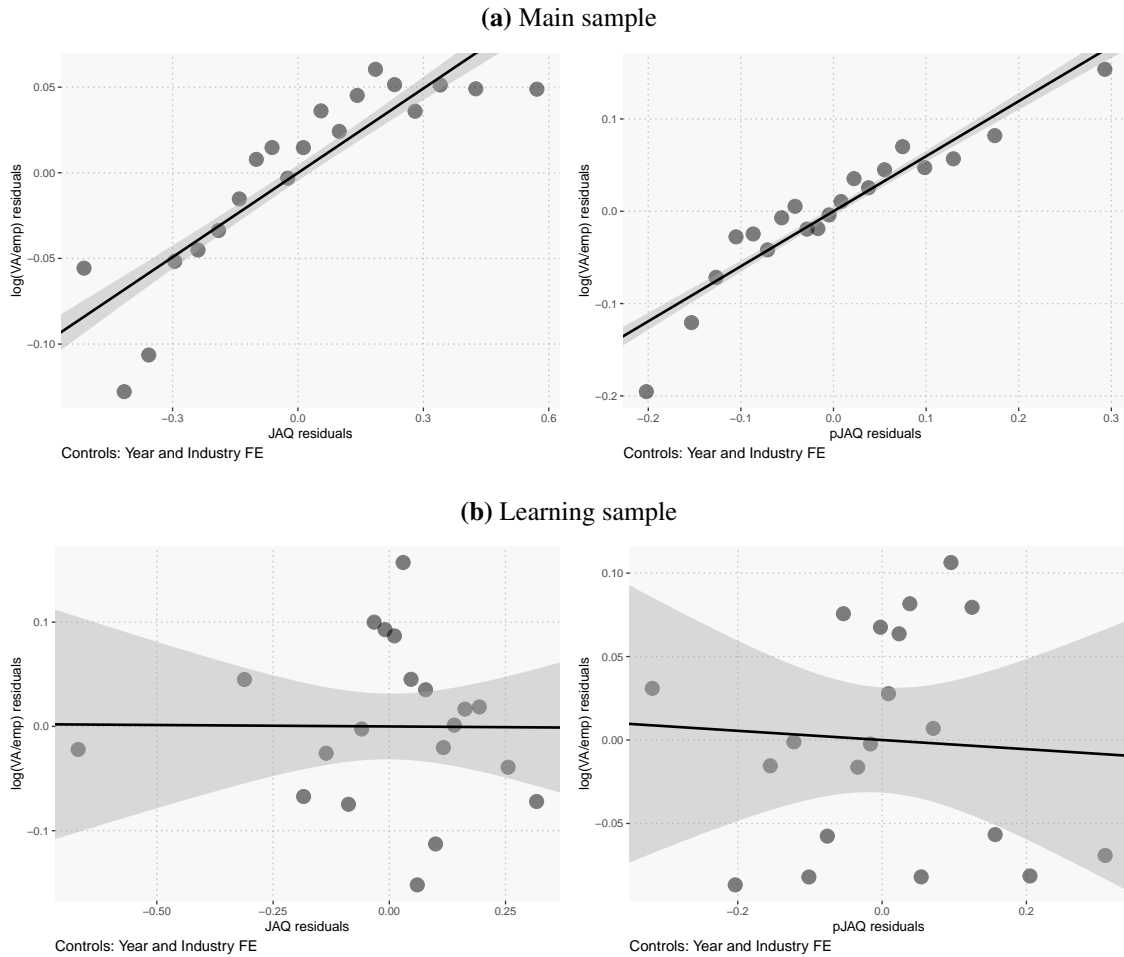 (a) Main sample
0.05
0.00
−0.05
−0.10
log(VA/emp) residuals
−0.3
0.0
0.3
0.6
JAQ residuals
Controls: Year and Industry FE
0.1
0.0
−0.1
−0.2
log(VA/emp) residuals
−0.2
−0.1
0.0
0.1
0.2
0.3
pJAQ residuals
Controls: Year and Industry FE
(b) Learning sample
0.1
0.0
−0.1
log(VA/emp) residuals
−0.50
−0.25
0.00
0.25
JAQ residuals
Controls: Year and Industry FE
0.10
0.05
0.00
−0.05
log(VA/emp) residuals
−0.2
0.0
0.2
pJAQ residuals
Controls: Year and Industry FE